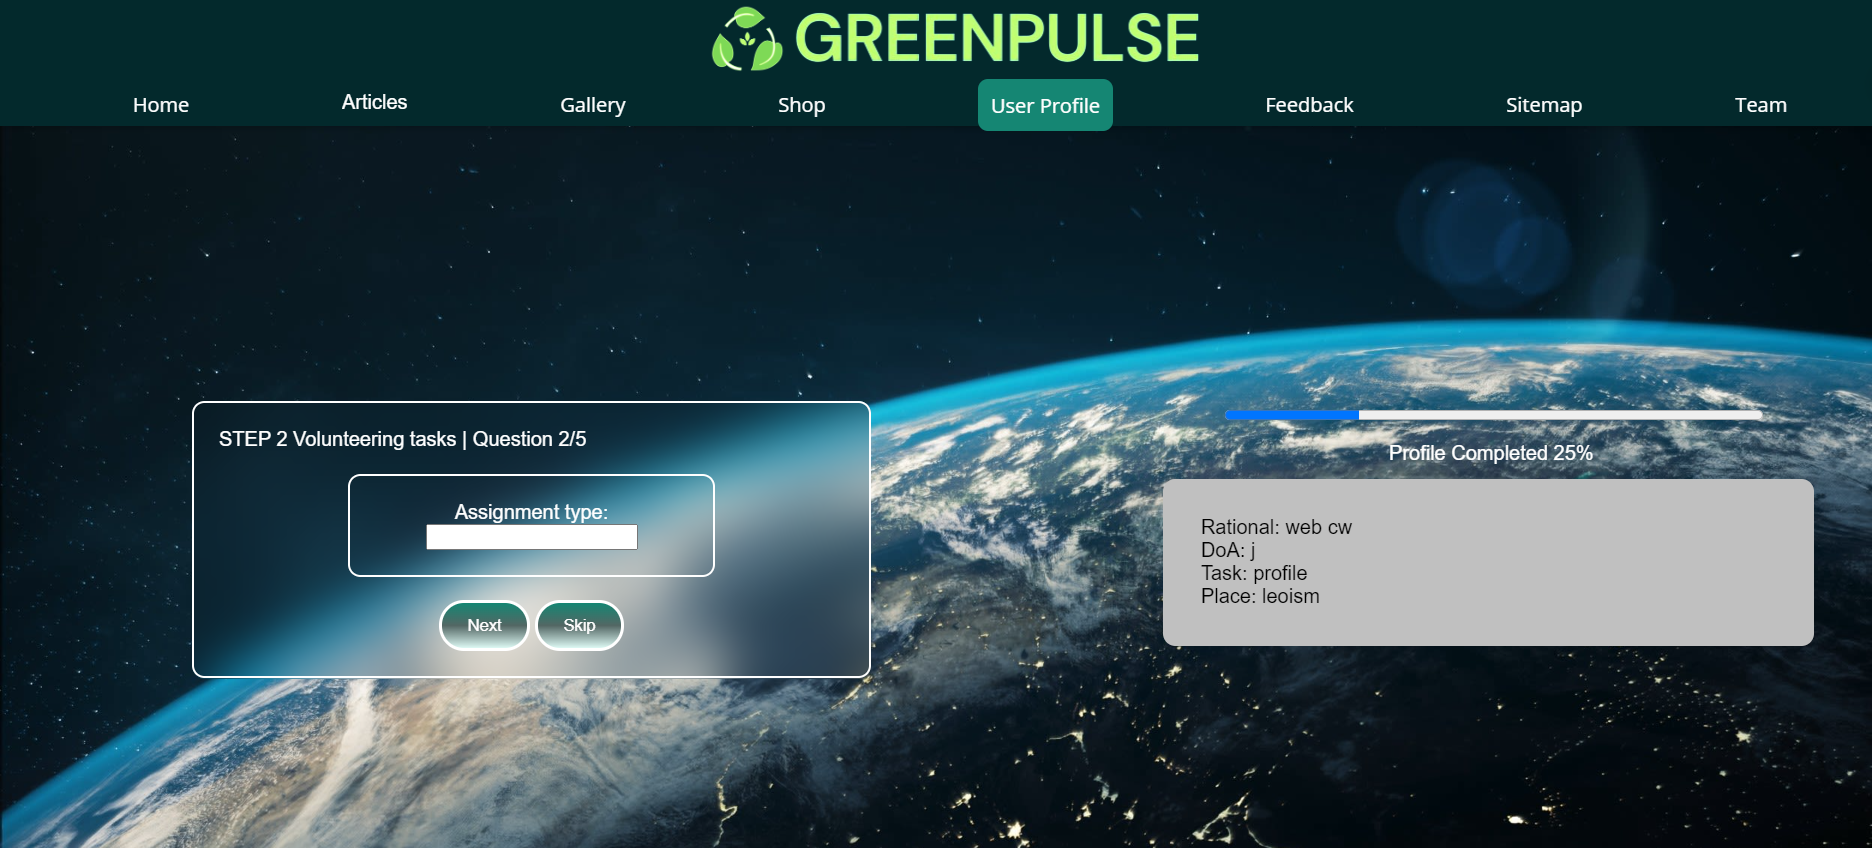 GREENPULSE
Home Articles Gallery Shop User Profile Feedback Sitemap Team
STEP 2 Volunteering tasks | Question 2/5
Assignment type:
Next Skip
Profile Completed 25%
Rational: web cw
DoA: j
Task: profile
Place: leoism